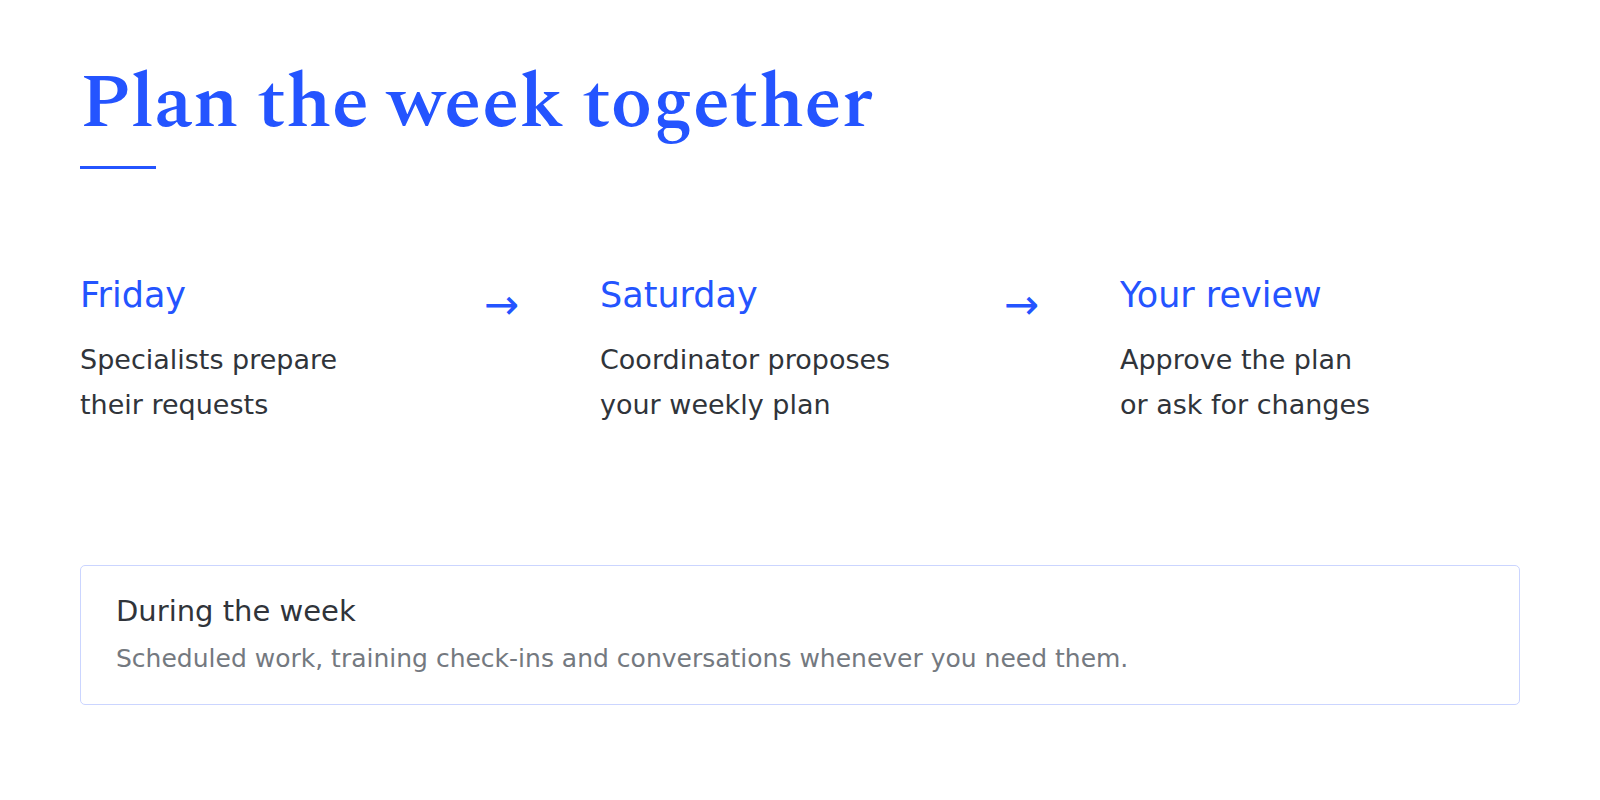 Plan the week together
Friday
→
Saturday
→
Your review
Specialists prepare
their requests
Coordinator proposes
your weekly plan
Approve the plan
or ask for changes
During the week
Scheduled work, training check-ins and conversations whenever you need them.